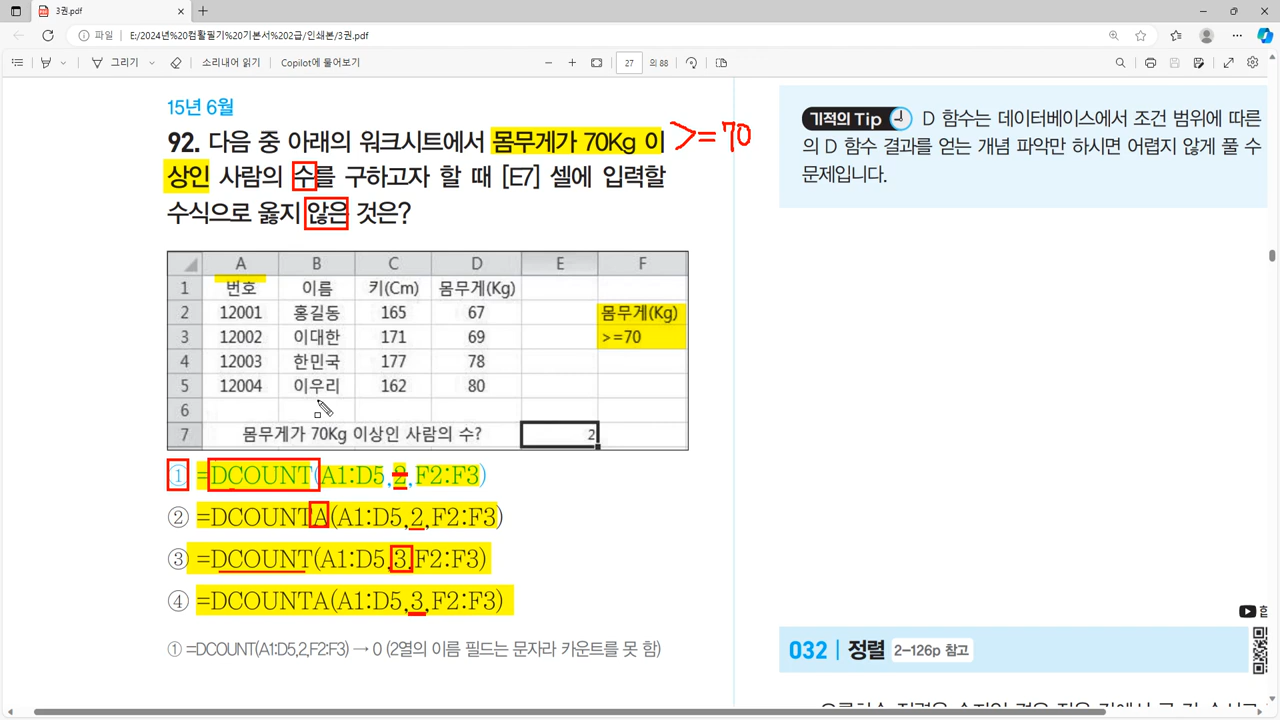 3권.pdf
파일 E:/2024년%20컴활필기%20기본서%202급/인쇄본/3권.pdf
그리기 소리내어 읽기 Copilot에 물어보기 27 의 88
15년 6월
92. 다음 중 아래의 워크시트에서 몸무게가 70Kg 이 >=70
상인 사람의 수를 구하고자 할 때 [E7] 셀에 입력할
수식으로 옳지 않은 것은?
A B C D E F
1 번호 이름 키(Cm) 몸무게(Kg)
2 12001 홍길동 165 67 몸무게(Kg)
3 12002 이대한 171 69 >=70
4 12003 한민국 177 78
5 12004 이우리 162 80
6
7 몸무게가 70Kg 이상인 사람의 수? 2
① =DCOUNT(A1:D5,2,F2:F3)
② =DCOUNTA(A1:D5,2,F2:F3)
③ =DCOUNT(A1:D5,3,F2:F3)
④ =DCOUNTA(A1:D5,3,F2:F3)
① =DCOUNT(A1:D5,2,F2:F3) → 0 (2열의 이름 필드는 문자라 카운트를 못 함)
기적의 Tip D 함수는 데이터베이스에서 조건 범위에 따른
의 D 함수 결과를 얻는 개념 파악만 하시면 어렵지 않게 풀 수
문제입니다.
032 정렬 2-126p 참고